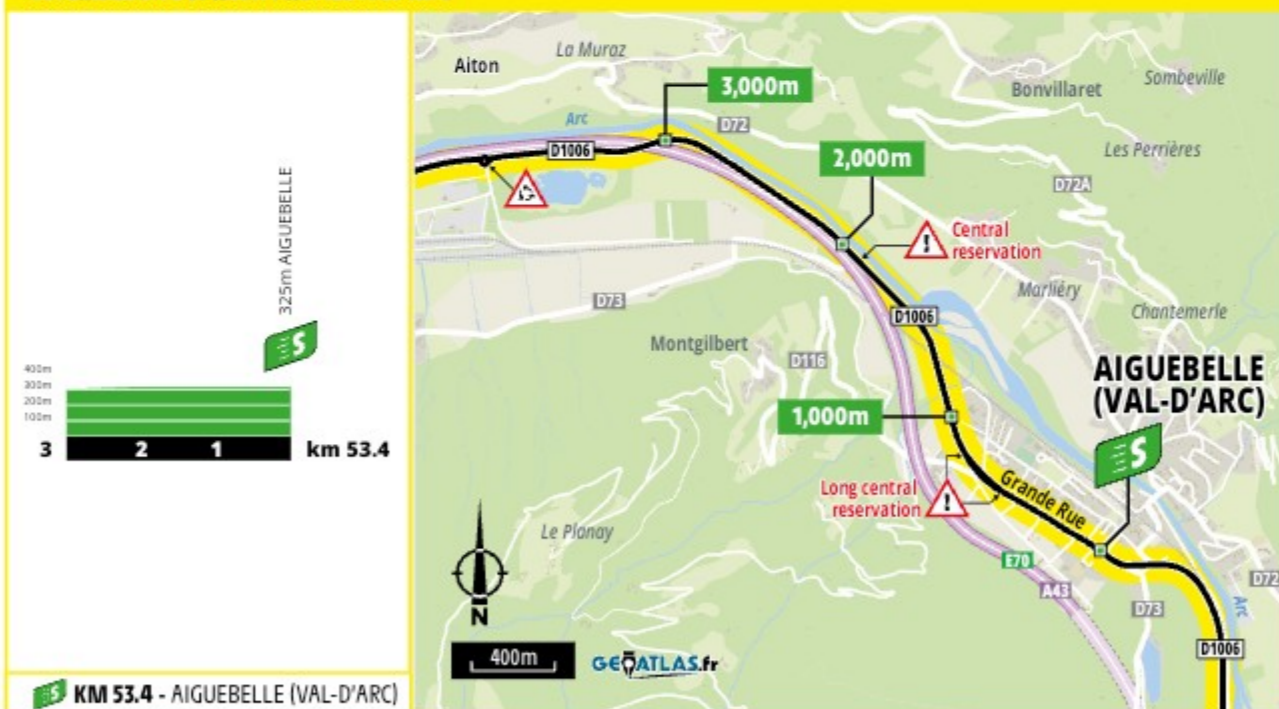 325m AIGUEBELLE
S
400m
300m
200m
100m
3 2 1 km 53.4
KM 53.4 - AIGUEBELLE (VAL-D'ARC)
Aiton
La Muraz
3,000m
Bonvillaret
Sombeville
Arc
D72
D1006
2,000m
Les Perrières
D72A
Central
reservation
D73
Marliéry
Chantemerle
D1006
Montgilbert
D116
AIGUEBELLE
(VAL-D'ARC)
1,000m
S
Long central
reservation
Grande Rue
Le Planay
E70
A43
D72
D73
Arc
N
D1006
400m
GEOATLAS.fr